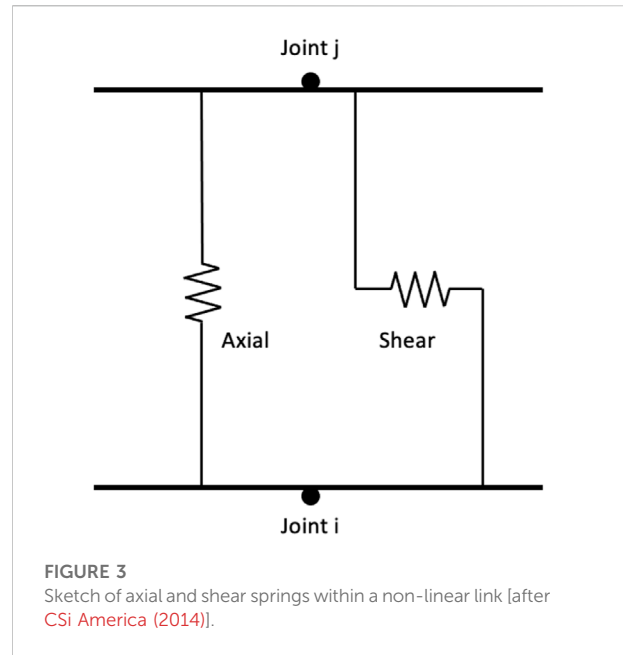 Joint j
Axial
Shear
Joint i
FIGURE 3
Sketch of axial and shear springs within a non-linear link [after
CSi America (2014)].